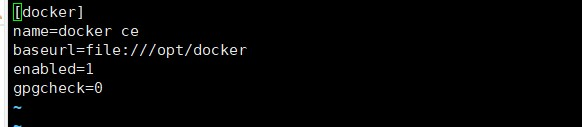 [docker]
name=docker ce
baseurl=file:///opt/docker
enabled=1
gpgcheck=0
~
~